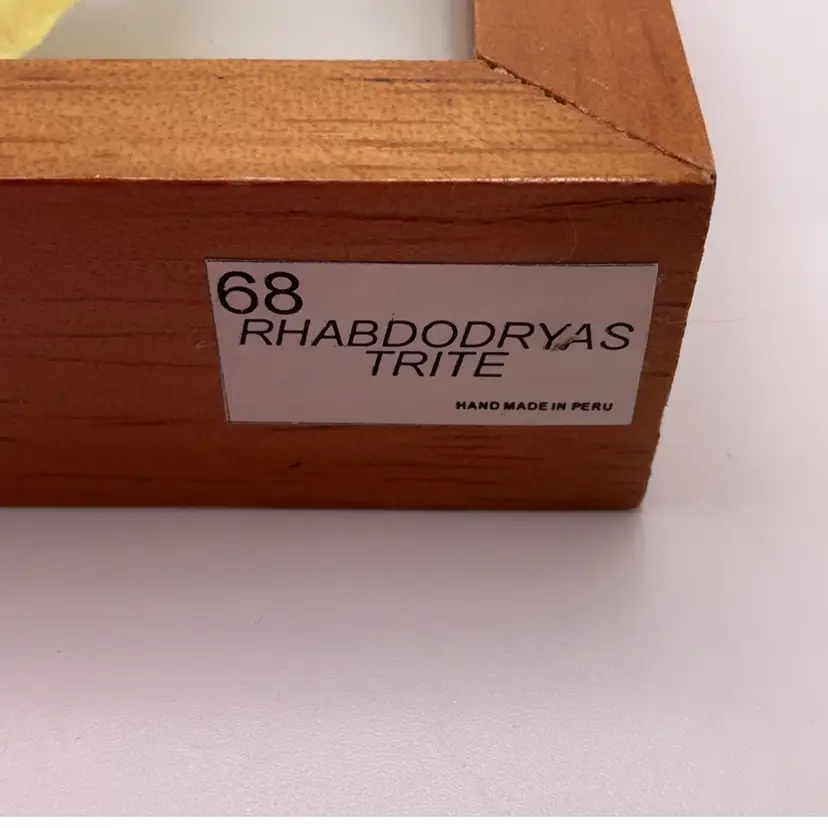 68
RHABDODRYAS
TRITE
HAND MADE IN PERU